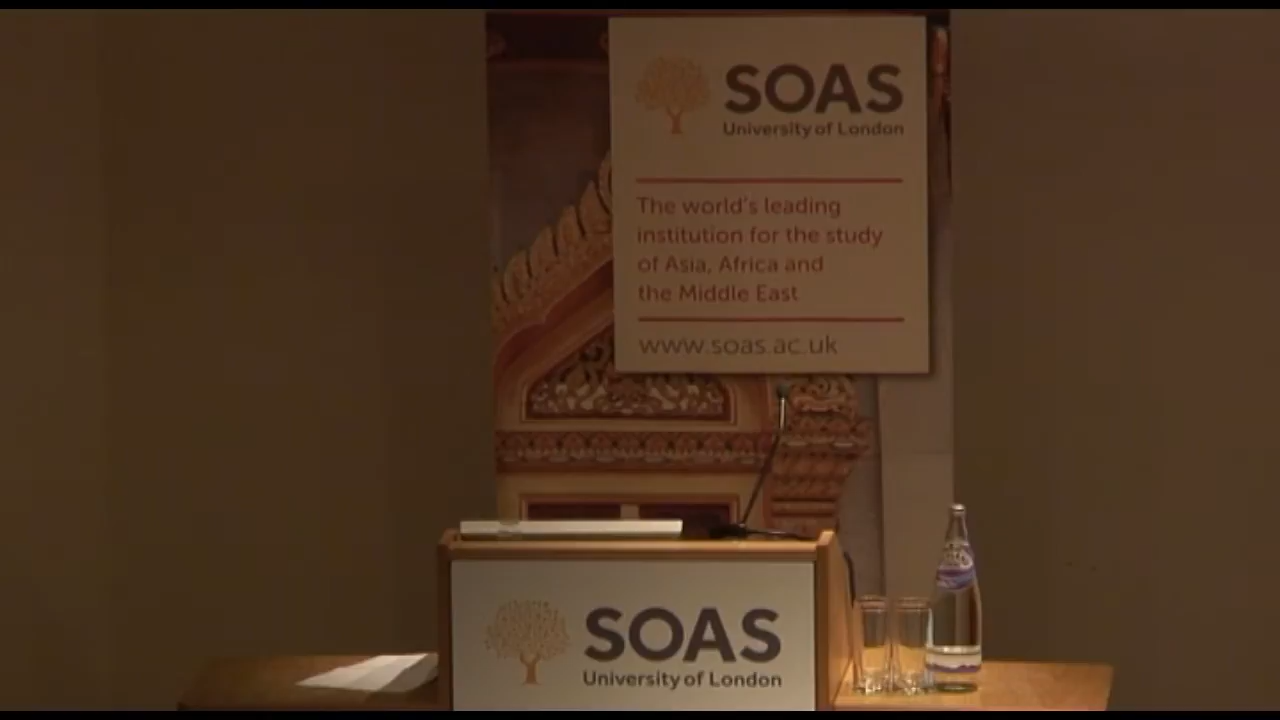 SOAS
University of London
The world's leading
institution for the study
of Asia, Africa and
the Middle East
www.soas.ac.uk
SOAS
University of London